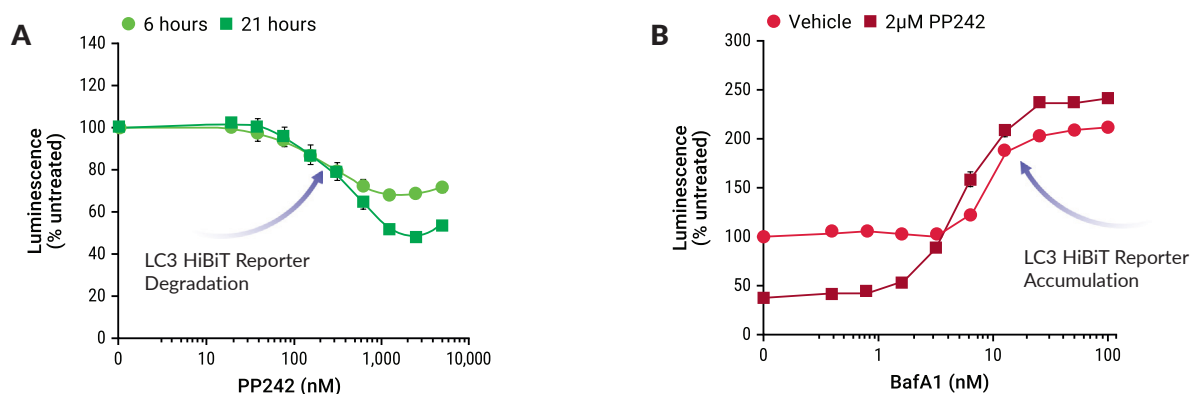 A
6 hours 21 hours
Luminescence
(% untreated)
140
120
100
80
60
40
20
0
0 10 100 1,000 10,000
PP242 (nM)
LC3 HiBiT Reporter
Degradation
B
Vehicle 2µM PP242
Luminescence
(% untreated)
300
250
200
150
100
50
0
0 1 10 100
BafA1 (nM)
LC3 HiBiT Reporter
Accumulation